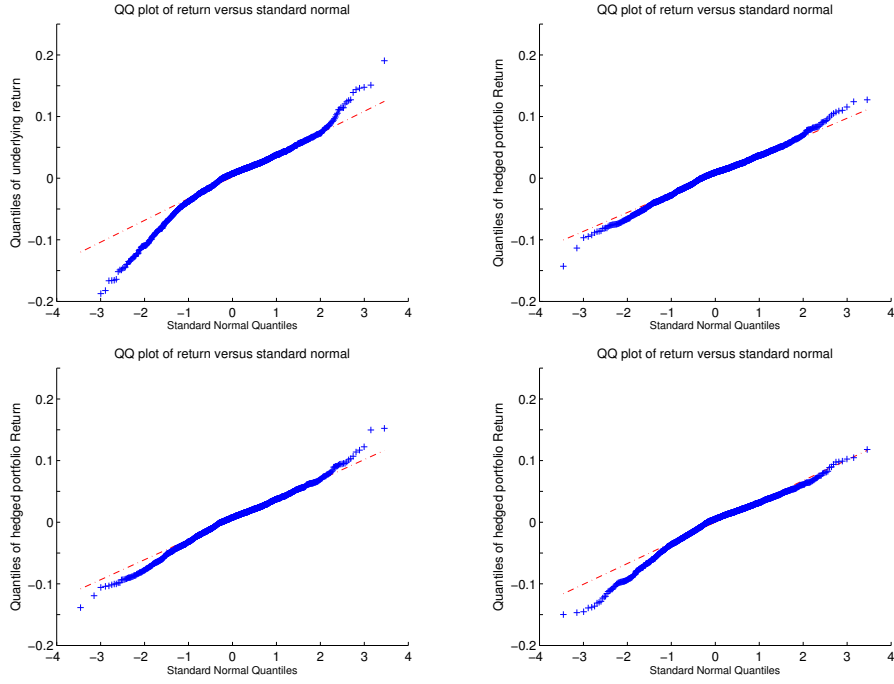 QQ plot of return versus standard normal
Quantiles of underlying return
0.2
0.1
0
−0.1
−0.2
−4 −3 −2 −1 0 1 2 3 4
Standard Normal Quantiles
QQ plot of return versus standard normal
Quantiles of hedged portfolio Return
0.2
0.1
0
−0.1
−0.2
−4 −3 −2 −1 0 1 2 3 4
Standard Normal Quantiles
QQ plot of return versus standard normal
Quantiles of hedged portfolio Return
0.2
0.1
0
−0.1
−0.2
−4 −3 −2 −1 0 1 2 3 4
Standard Normal Quantiles
QQ plot of return versus standard normal
Quantiles of hedged portfolio Return
0.2
0.1
0
−0.1
−0.2
−4 −3 −2 −1 0 1 2 3 4
Standard Normal Quantiles